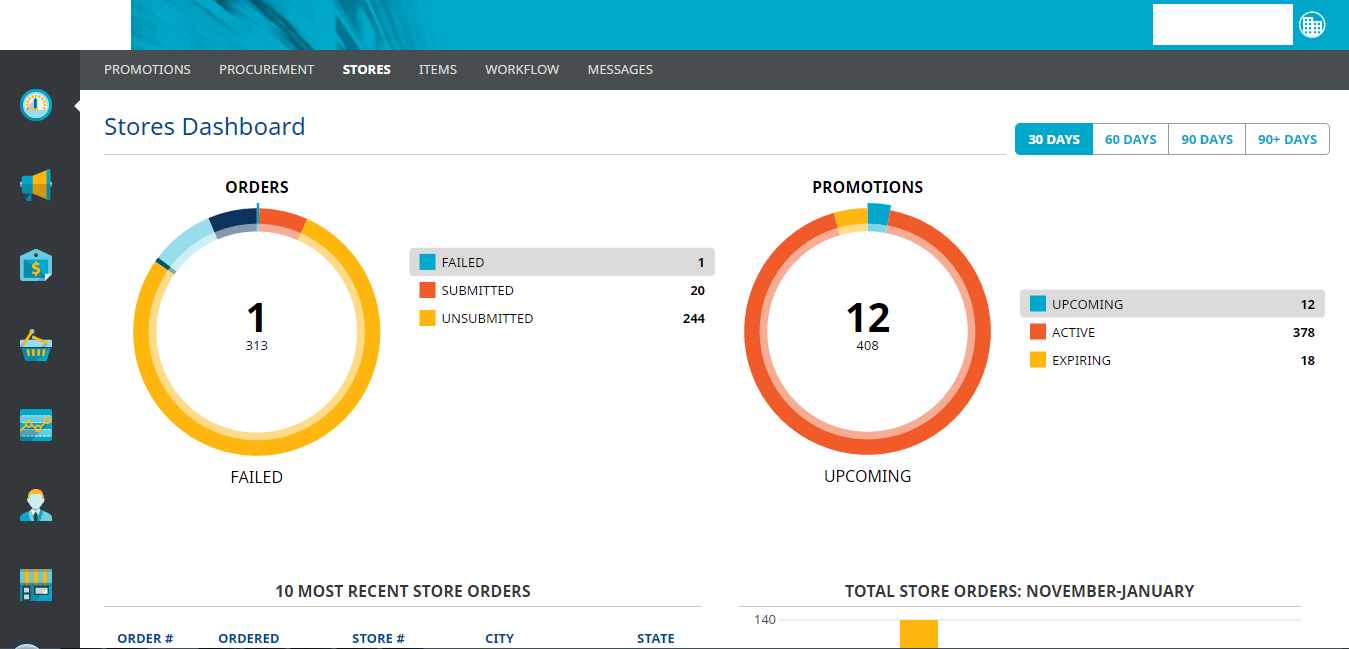 PROMOTIONS PROCUREMENT STORES ITEMS WORKFLOW MESSAGES
Stores Dashboard
30 DAYS 60 DAYS 90 DAYS 90+ DAYS
ORDERS
1
313
FAILED
FAILED 1
SUBMITTED 20
UNSUBMITTED 244
PROMOTIONS
12
408
UPCOMING
UPCOMING 12
ACTIVE 378
EXPIRING 18
10 MOST RECENT STORE ORDERS
ORDER # ORDERED STORE # CITY STATE
TOTAL STORE ORDERS: NOVEMBER-JANUARY
140